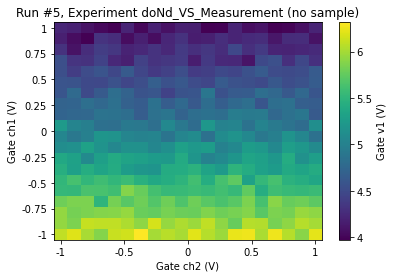 Run #5, Experiment doNd_VS_Measurement (no sample)
Gate ch1 (V)
1
0.75
0.5
0.25
0
-0.25
-0.5
-0.75
-1
-1 -0.5 0 0.5 1
Gate ch2 (V)
6
5.5
5
4.5
4
Gate v1 (V)